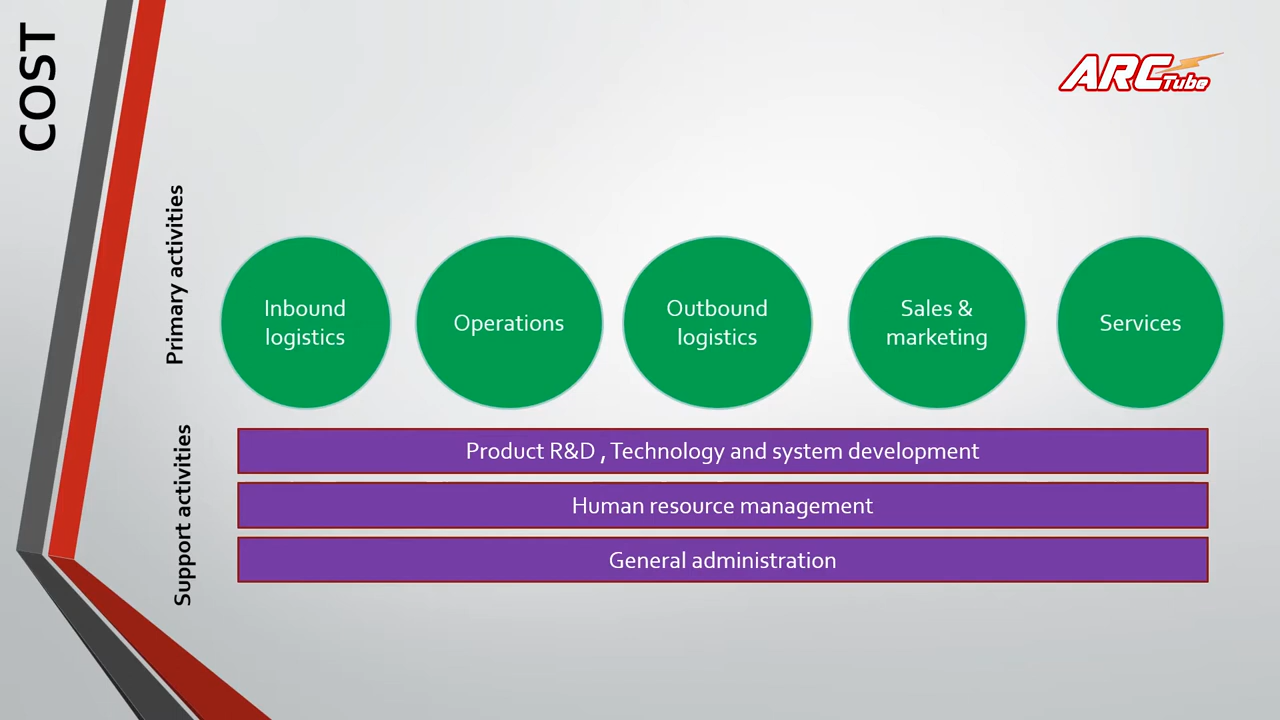 COST
ARC Tube
Primary activities
Inbound
logistics
Operations
Outbound
logistics
Sales &
marketing
Services
Support activities
Product R&D , Technology and system development
Human resource management
General administration